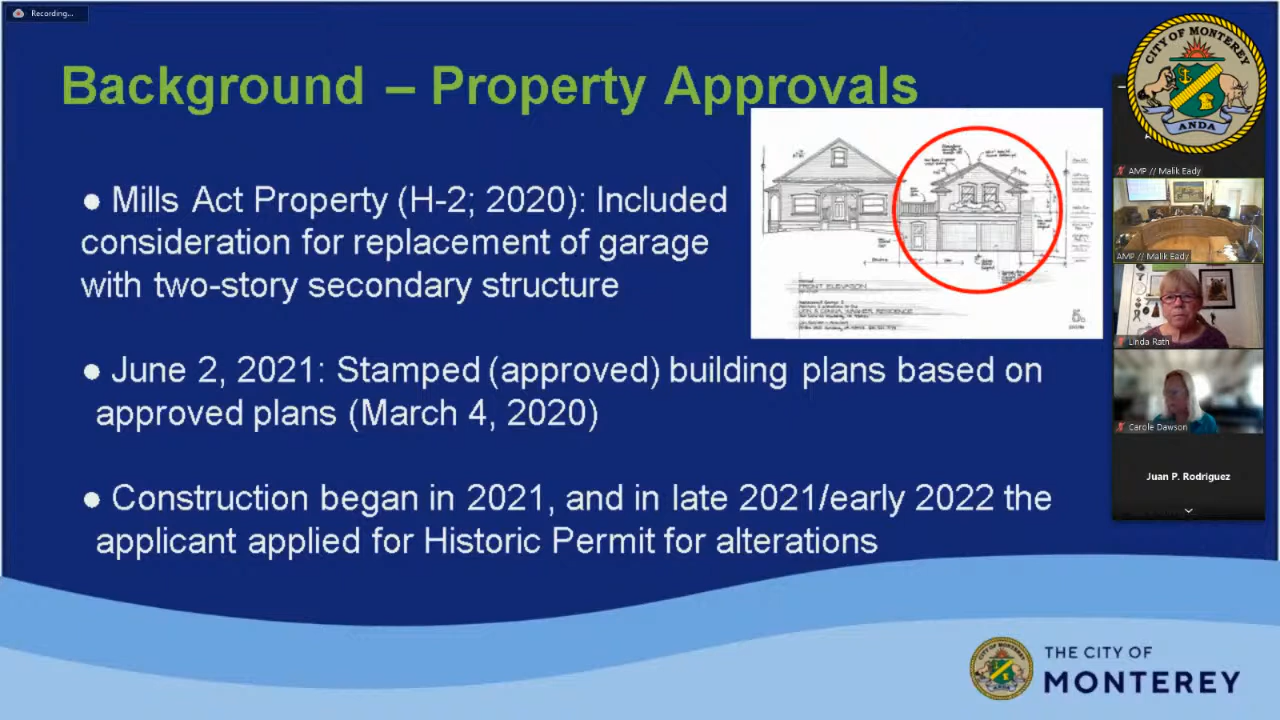 Recording...
Background – Property Approvals
● Mills Act Property (H-2; 2020): Included
consideration for replacement of garage
with two-story secondary structure
● June 2, 2021: Stamped (approved) building plans based on
approved plans (March 4, 2020)
● Construction began in 2021, and in late 2021/early 2022 the
applicant applied for Historic Permit for alterations
FRONT ELEVATION
CITY OF MONTEREY
ANDA
AMP // Malik Eady
AMP // Malik Eady
Linda Rath
Carole Dawson
Juan P. Rodriguez
THE CITY OF
MONTEREY